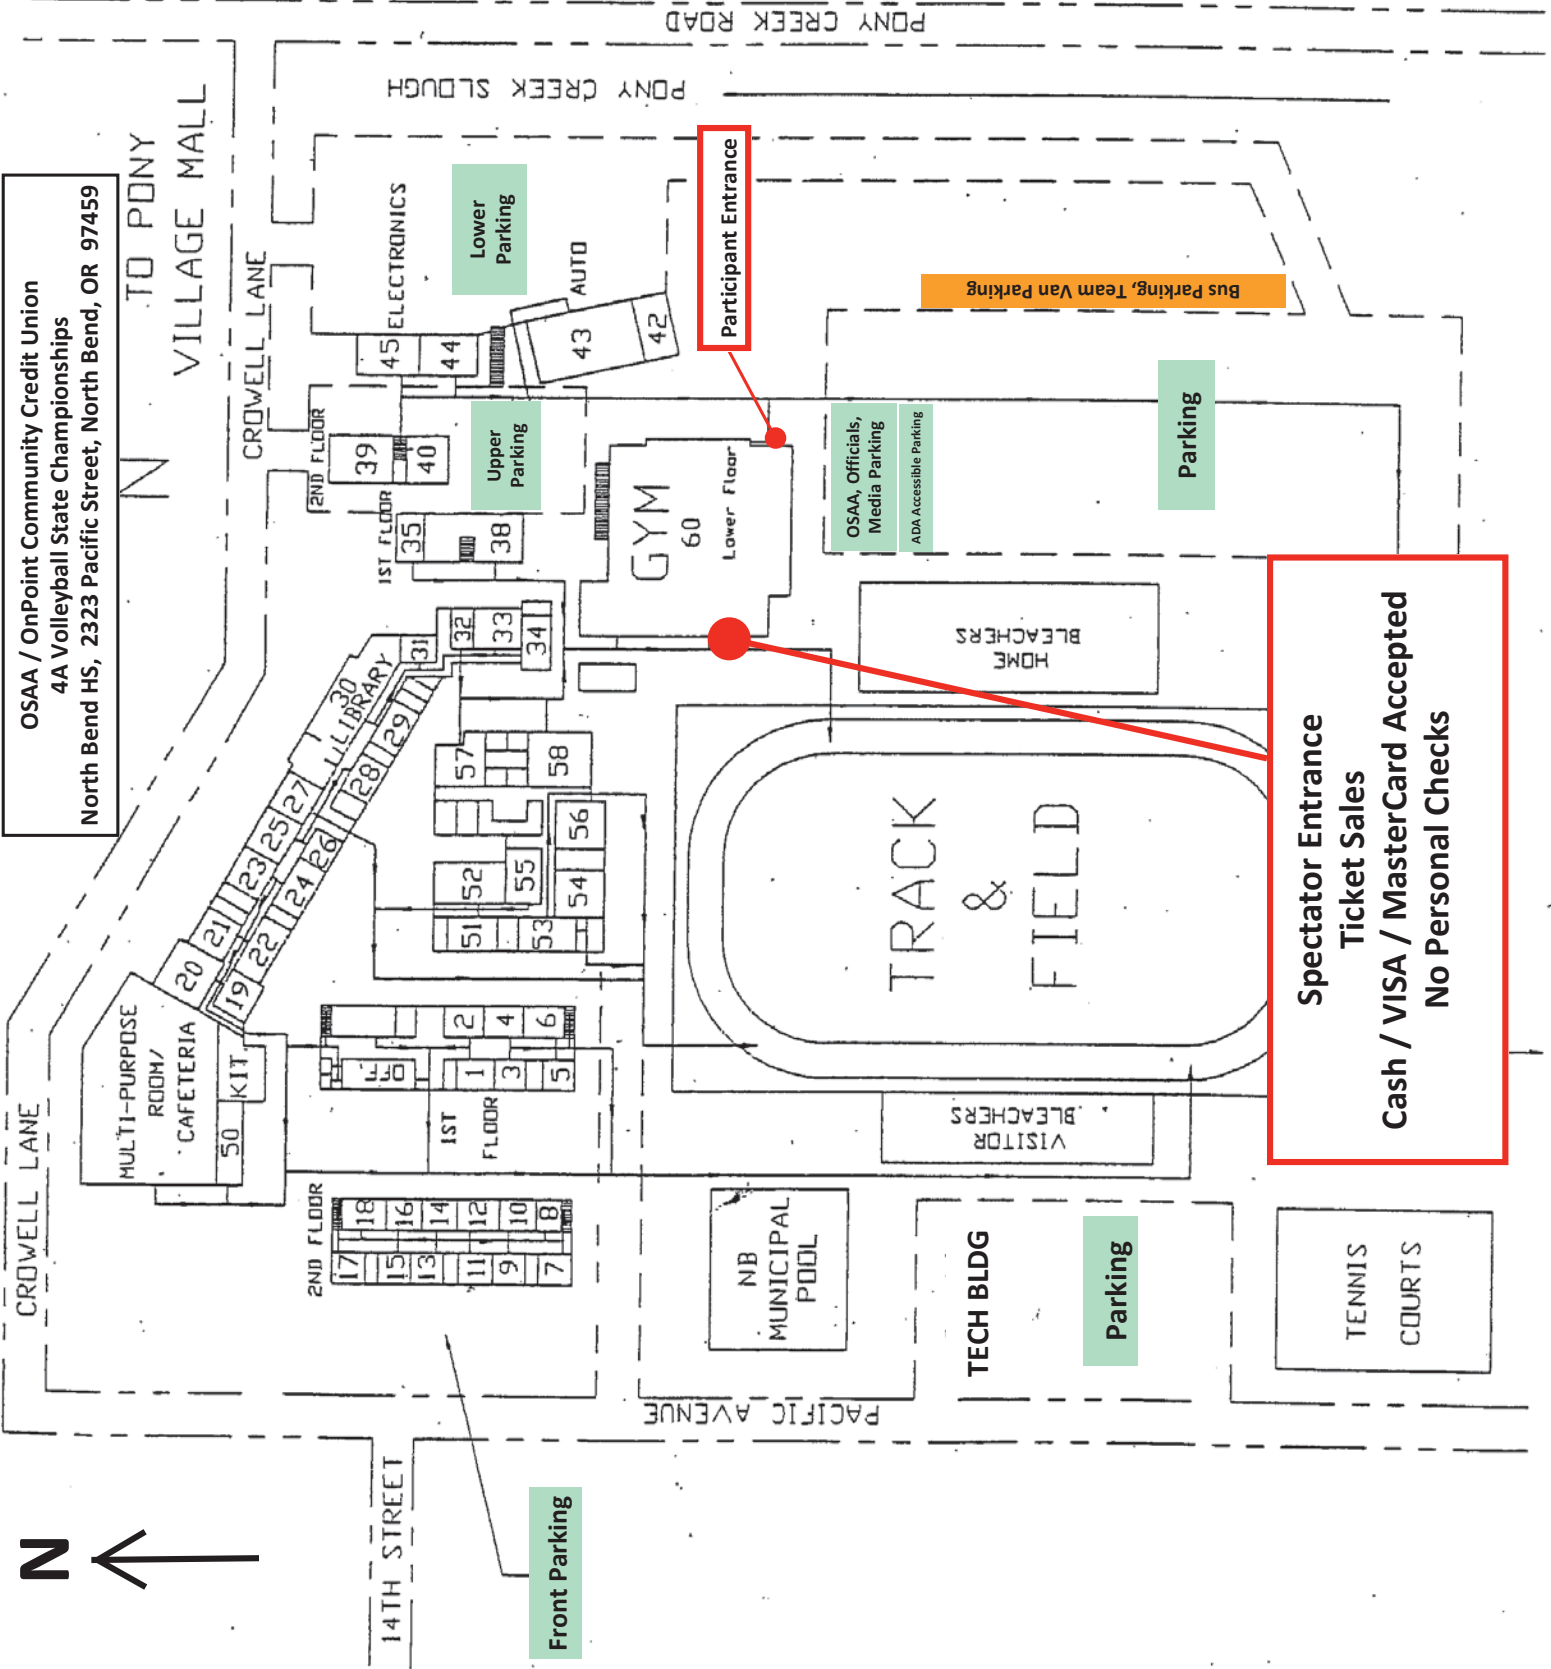 OSAA / OnPoint Community Credit Union
4A Volleyball State Championships
North Bend HS, 2323 Pacific Street, North Bend, OR 97459
TO PONY
VILLAGE MALL
N
PONY CREEK ROAD
PONY CREEK SLOUGH
CROWELL LANE
CROWELL LANE
ELECTRONICS
45
44
Lower
Parking
AUTO
43
42
Participant Entrance
Bus Parking, Team Van Parking
2ND FLOOR
39
40
Upper
Parking
1ST FLOOR
35
38
GYM
60
Lower Floor
OSAA, Officials,
Media Parking
ADA Accessible Parking
Parking
30
LIBRARY
31
32
33
34
29
28
27
26
25
24
23
22
21
20
19
57
58
56
55
54
53
52
51
HOME
BLEACHERS
TRACK
&
FIELD
VISITOR
BLEACHERS
Spectator Entrance
Ticket Sales
Cash / VISA / MasterCard Accepted
No Personal Checks
MULTI-PURPOSE
ROOM/
CAFETERIA
KIT
50
OFF
2
4
6
1
3
5
1ST
FLOOR
2ND FLOOR
18
16
14
12
10
8
17
15
13
11
9
7
NB
MUNICIPAL
POOL
TECH BLDG
Parking
TENNIS
COURTS
PACIFIC AVENUE
14TH STREET
Front Parking
N